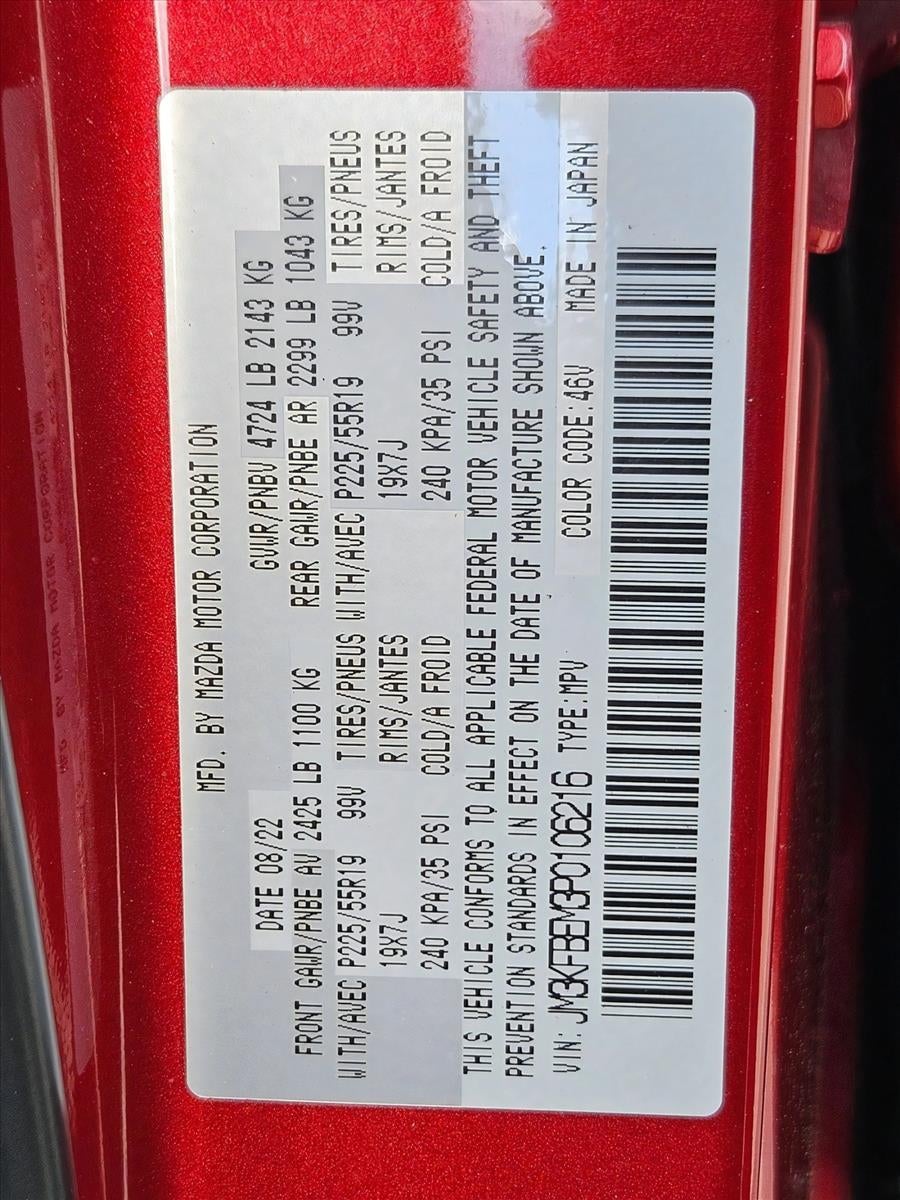 MFD. BY MAZDA MOTOR CORPORATION
DATE 08/22 GVWR/PNBV 4724 LB 2143 KG
FRONT GAWR/PNBE AV 2425 LB 1100 KG REAR GAWR/PNBE AR 2299 LB 1043 KG
WITH/AVEC P225/55R19 99V TIRES/PNEUS WITH/AVEC P225/55R19 99V TIRES/PNEUS
19X7J RIMS/JANTES 19X7J RIMS/JANTES
240 KPA/35 PSI COLD/A FROID 240 KPA/35 PSI COLD/A FROID
THIS VEHICLE CONFORMS TO ALL APPLICABLE FEDERAL MOTOR VEHICLE SAFETY AND THEFT
PREVENTION STANDARDS IN EFFECT ON THE DATE OF MANUFACTURE SHOWN ABOVE.
VIN: JM3KFBEM3P0106216 TYPE:MPV COLOR CODE:46V MADE IN JAPAN